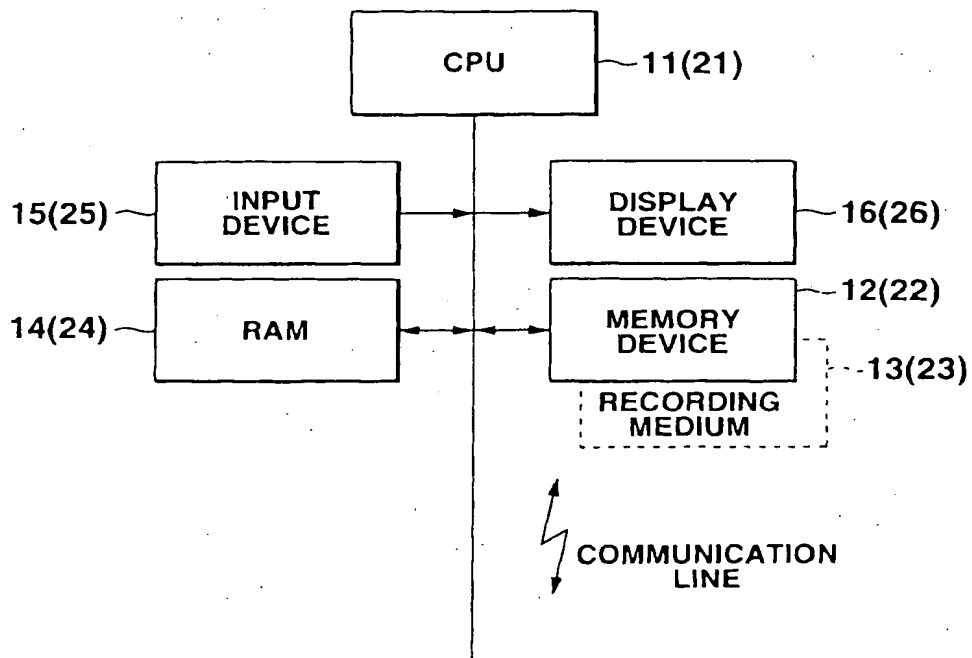 CPU
11(21)
INPUT
DEVICE
15(25)
DISPLAY
DEVICE
16(26)
RAM
14(24)
MEMORY
DEVICE
12(22)
13(23)
RECORDING
MEDIUM
COMMUNICATION
LINE